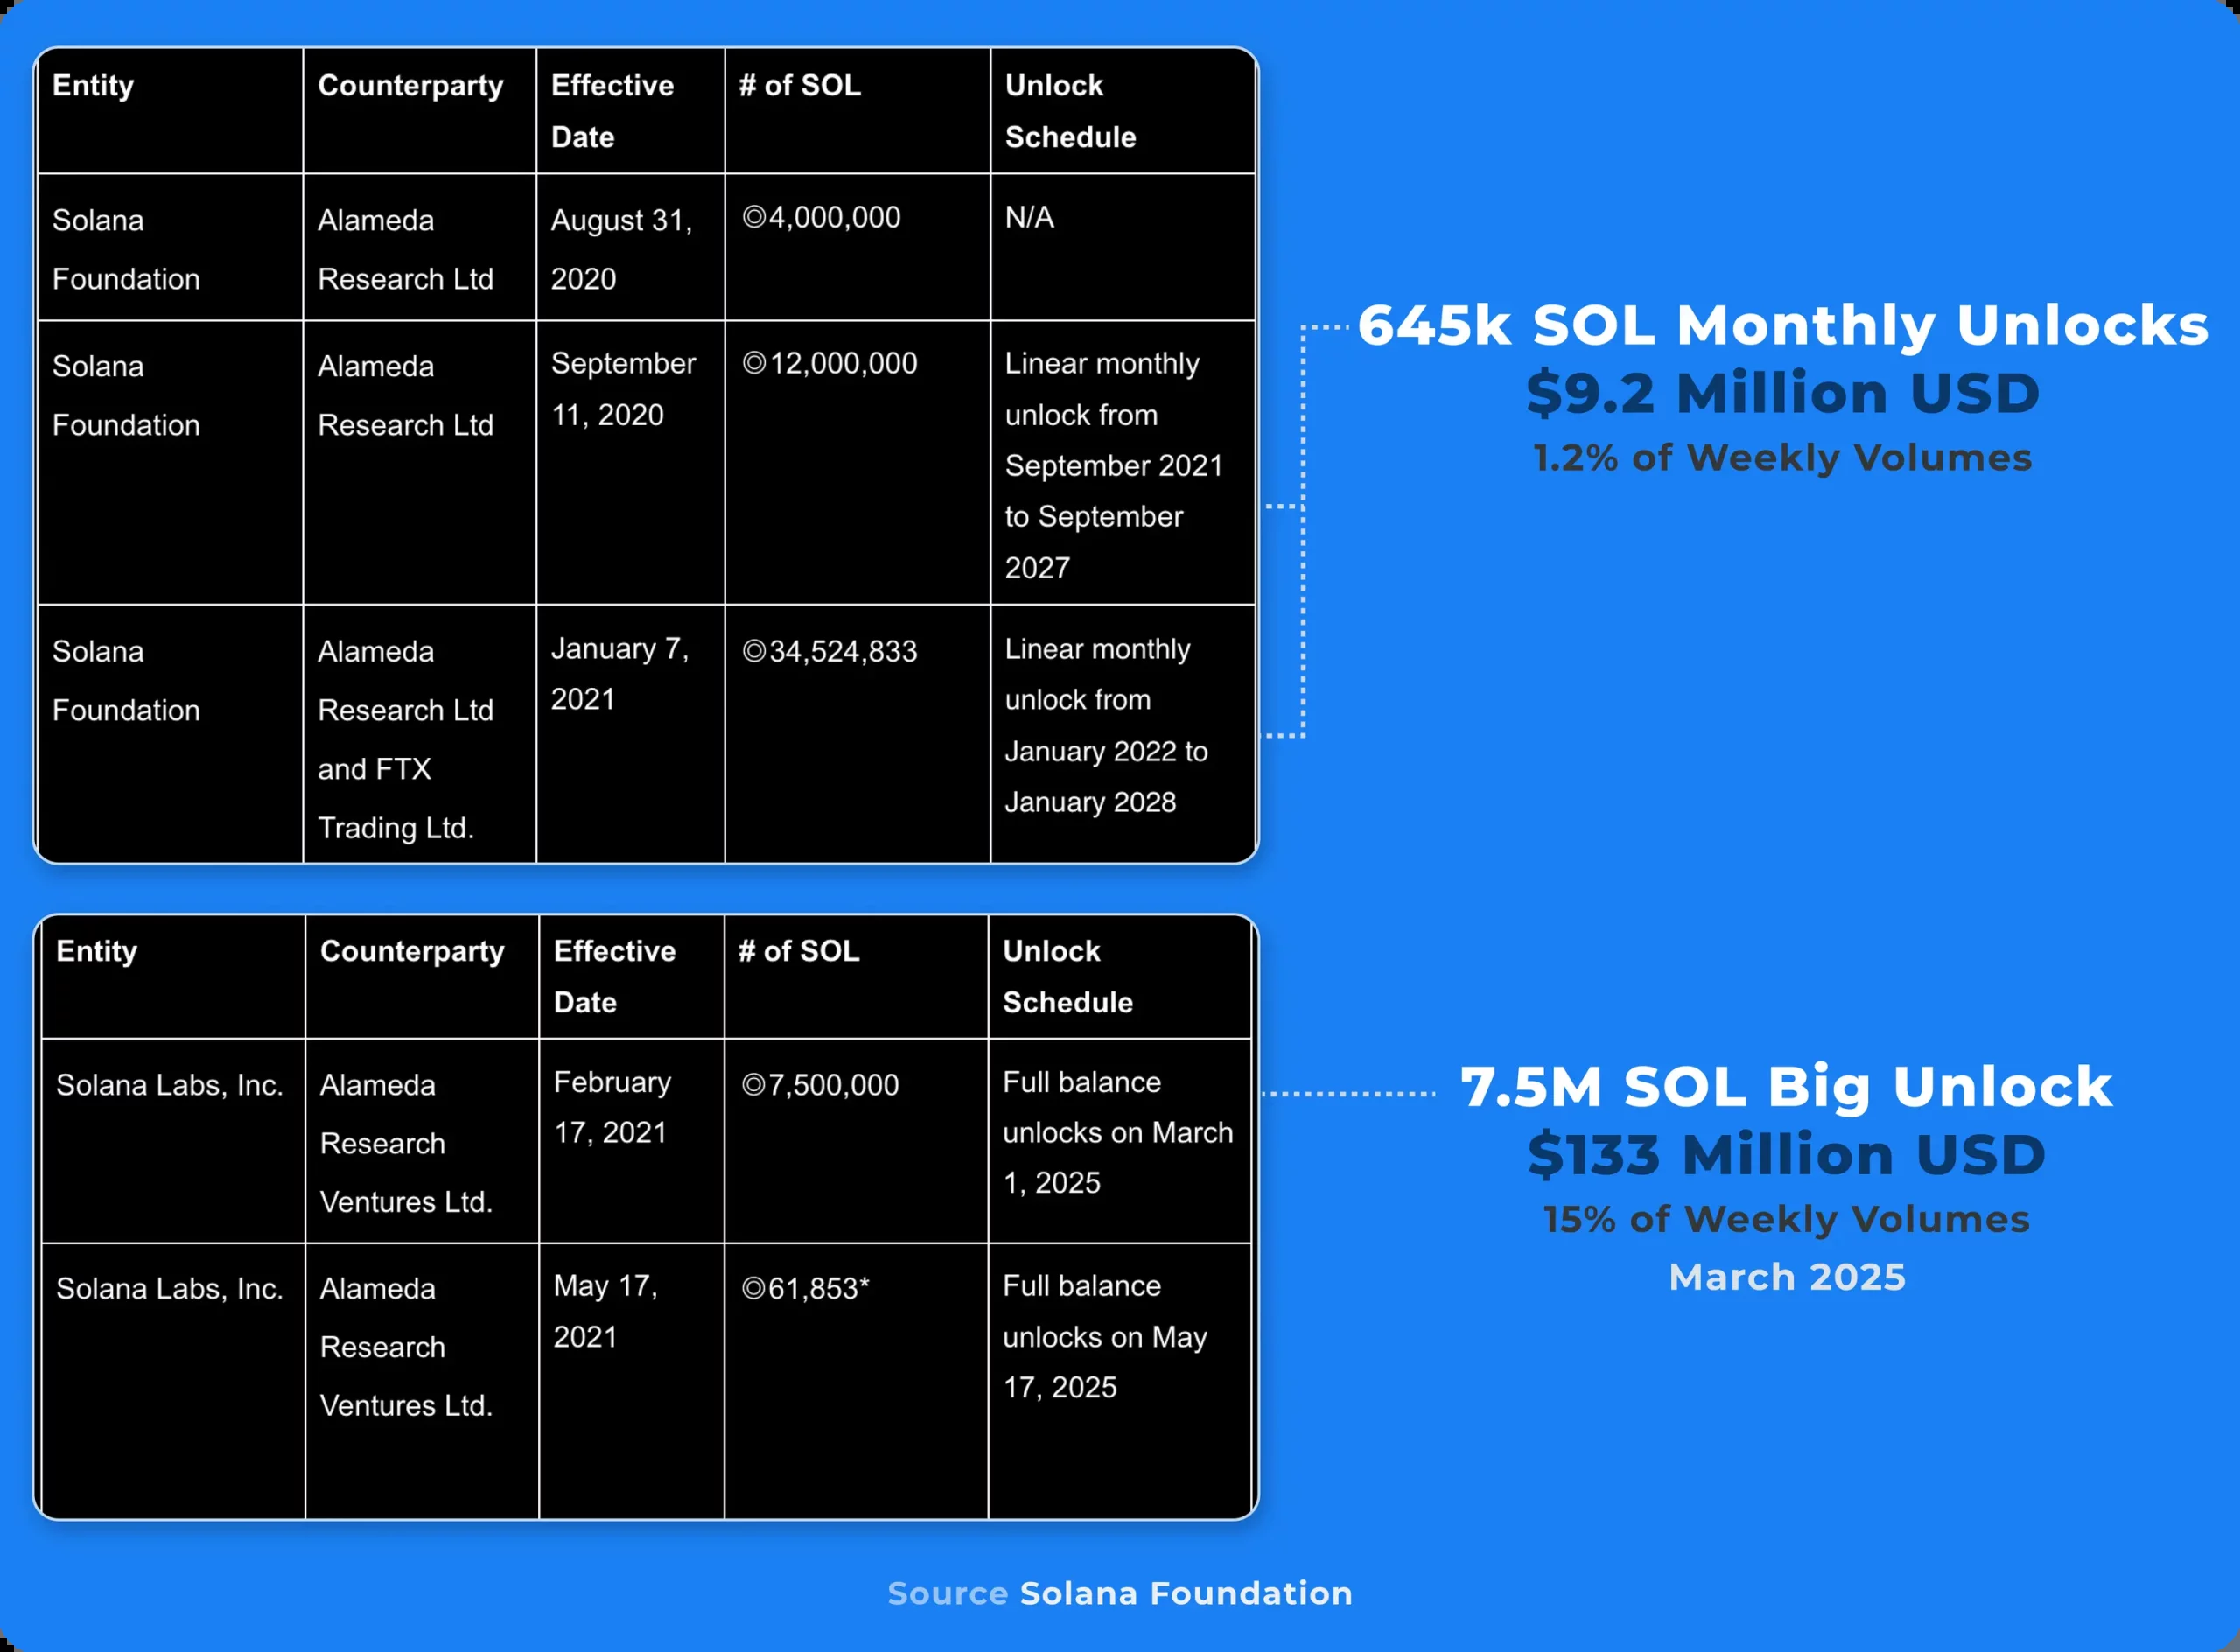 Entity
Counterparty
Effective
Date
# of SOL
Unlock
Schedule
Solana
Foundation
Alameda
Research Ltd
August 31,
2020
◎4,000,000
N/A
Solana
Foundation
Alameda
Research Ltd
September
11, 2020
◎12,000,000
Linear monthly
unlock from
September 2021
to September
2027
Solana
Foundation
Alameda
Research Ltd
and FTX
Trading Ltd.
January 7,
2021
◎34,524,833
Linear monthly
unlock from
January 2022 to
January 2028
645k SOL Monthly Unlocks
$9.2 Million USD
1.2% of Weekly Volumes
Entity
Counterparty
Effective
Date
# of SOL
Unlock
Schedule
Solana Labs, Inc.
Alameda
Research
Ventures Ltd.
February
17, 2021
◎7,500,000
Full balance
unlocks on March
1, 2025
Solana Labs, Inc.
Alameda
Research
Ventures Ltd.
May 17,
2021
◎61,853*
Full balance
unlocks on May
17, 2025
7.5M SOL Big Unlock
$133 Million USD
15% of Weekly Volumes
March 2025
Source Solana Foundation